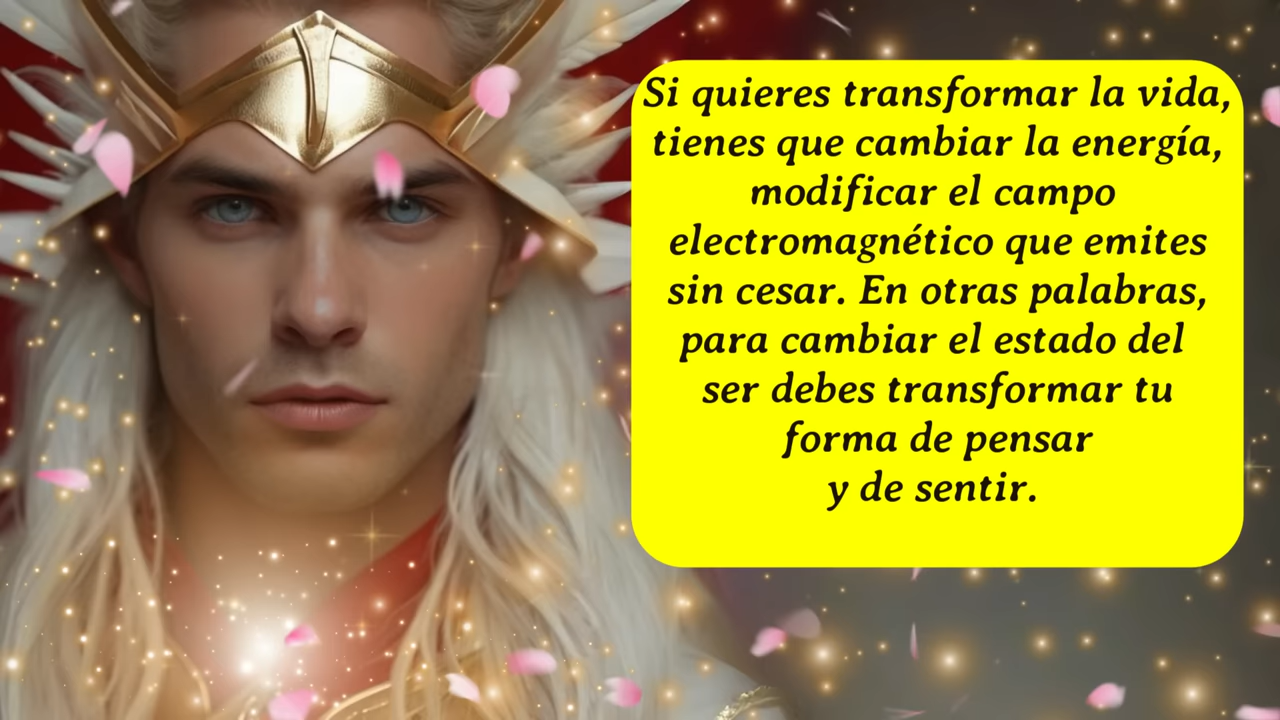 Si quieres transformar la vida,
tienes que cambiar la energía,
modificar el campo
electromagnético que emites
sin cesar. En otras palabras,
para cambiar el estado del
ser debes transformar tu
forma de pensar
y de sentir.